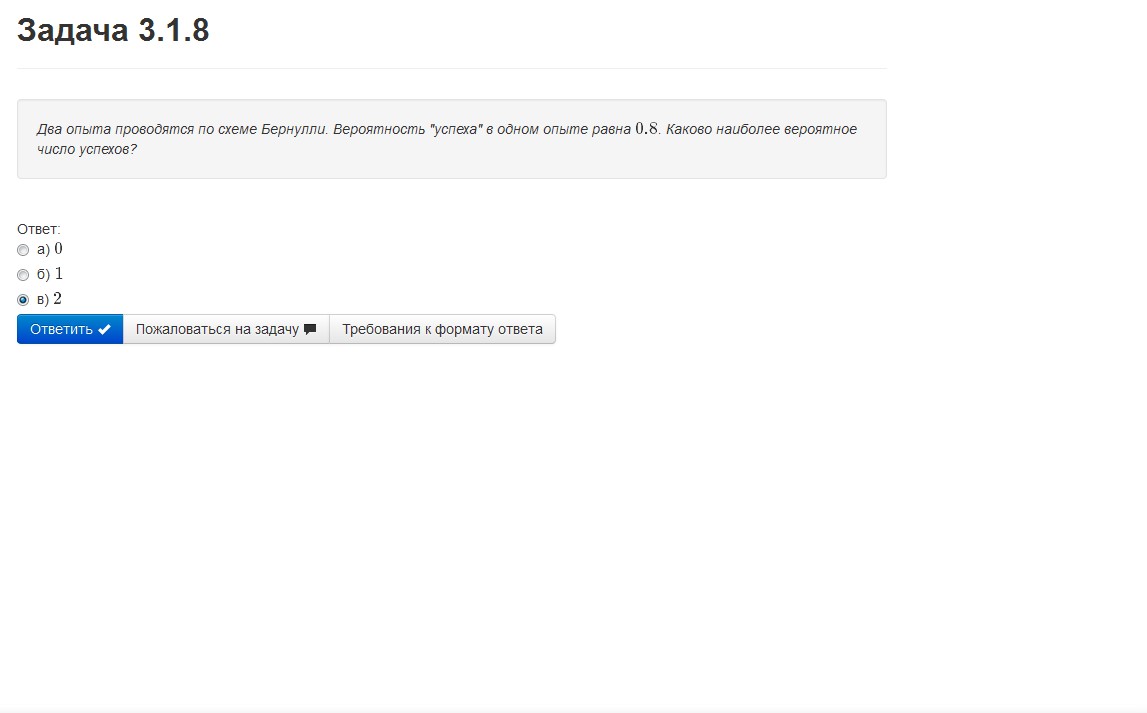 Задача 3.1.8
Два опыта проводятся по схеме Бернулли. Вероятность "успеха" в одном опыте равна 0.8. Каково наиболее вероятное
число успехов?
Ответ:
а) 0
б) 1
в) 2
Ответить Пожаловаться на задачу Требования к формату ответа